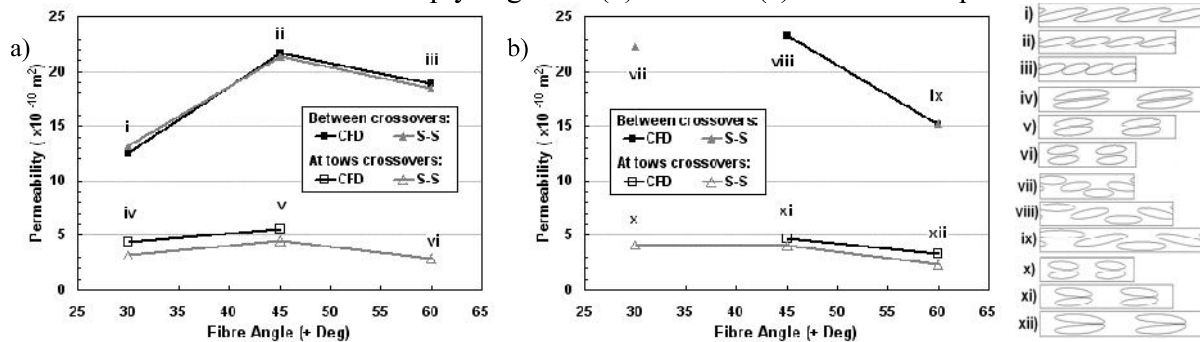 a)
Permeability ( x10 ⁻¹⁰ m²)
25
20
15
10
5
0
i
ii
iii
iv
v
vi
Between crossovers:
CFD S-S
At tows crossovers:
CFD S-S
25 30 35 40 45 50 55 60 65
Fibre Angle (+ Deg)
b)
Permeability ( x10 ⁻¹⁰ m²)
25
20
15
10
5
0
vii
viii
ix
x
xi
xii
Between crossovers:
CFD S-S
At tows crossovers:
CFD S-S
25 30 35 40 45 50 55 60 65
Fibre Angle (+ Deg)
i)
ii)
iii)
iv)
v)
vi)
vii)
viii)
ix)
x)
xi)
xii)